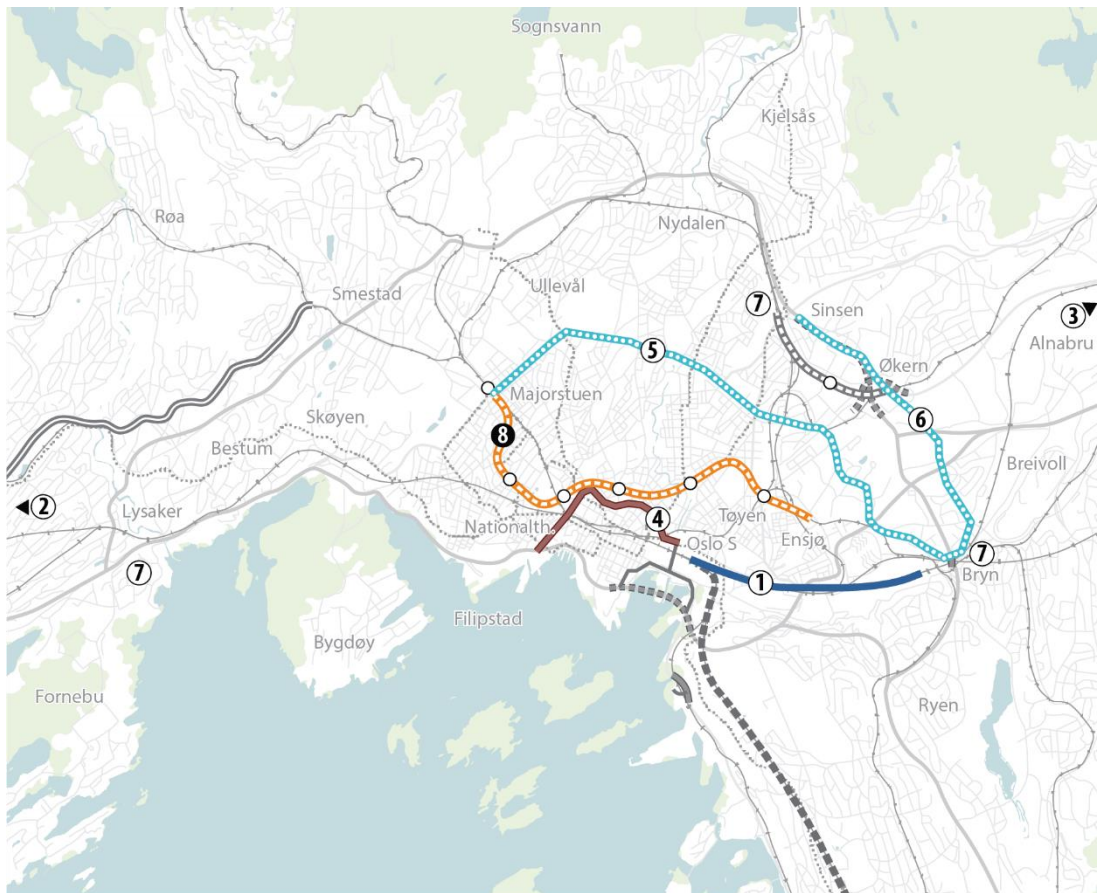 Sognsvann
Kjelsås
Røa
Nydalen
Ullevål
Smestad
7
Sinsen
3
Alnabru
5
Økern
Majorstuen
Skøyen
8
6
Bestum
Breivoll
2
Lysaker
Nationalth.
4
Tøyen
Oslo S
Ensjø
7
7
1
Bryn
Filipstad
Bygdøy
Fornebu
Ryen